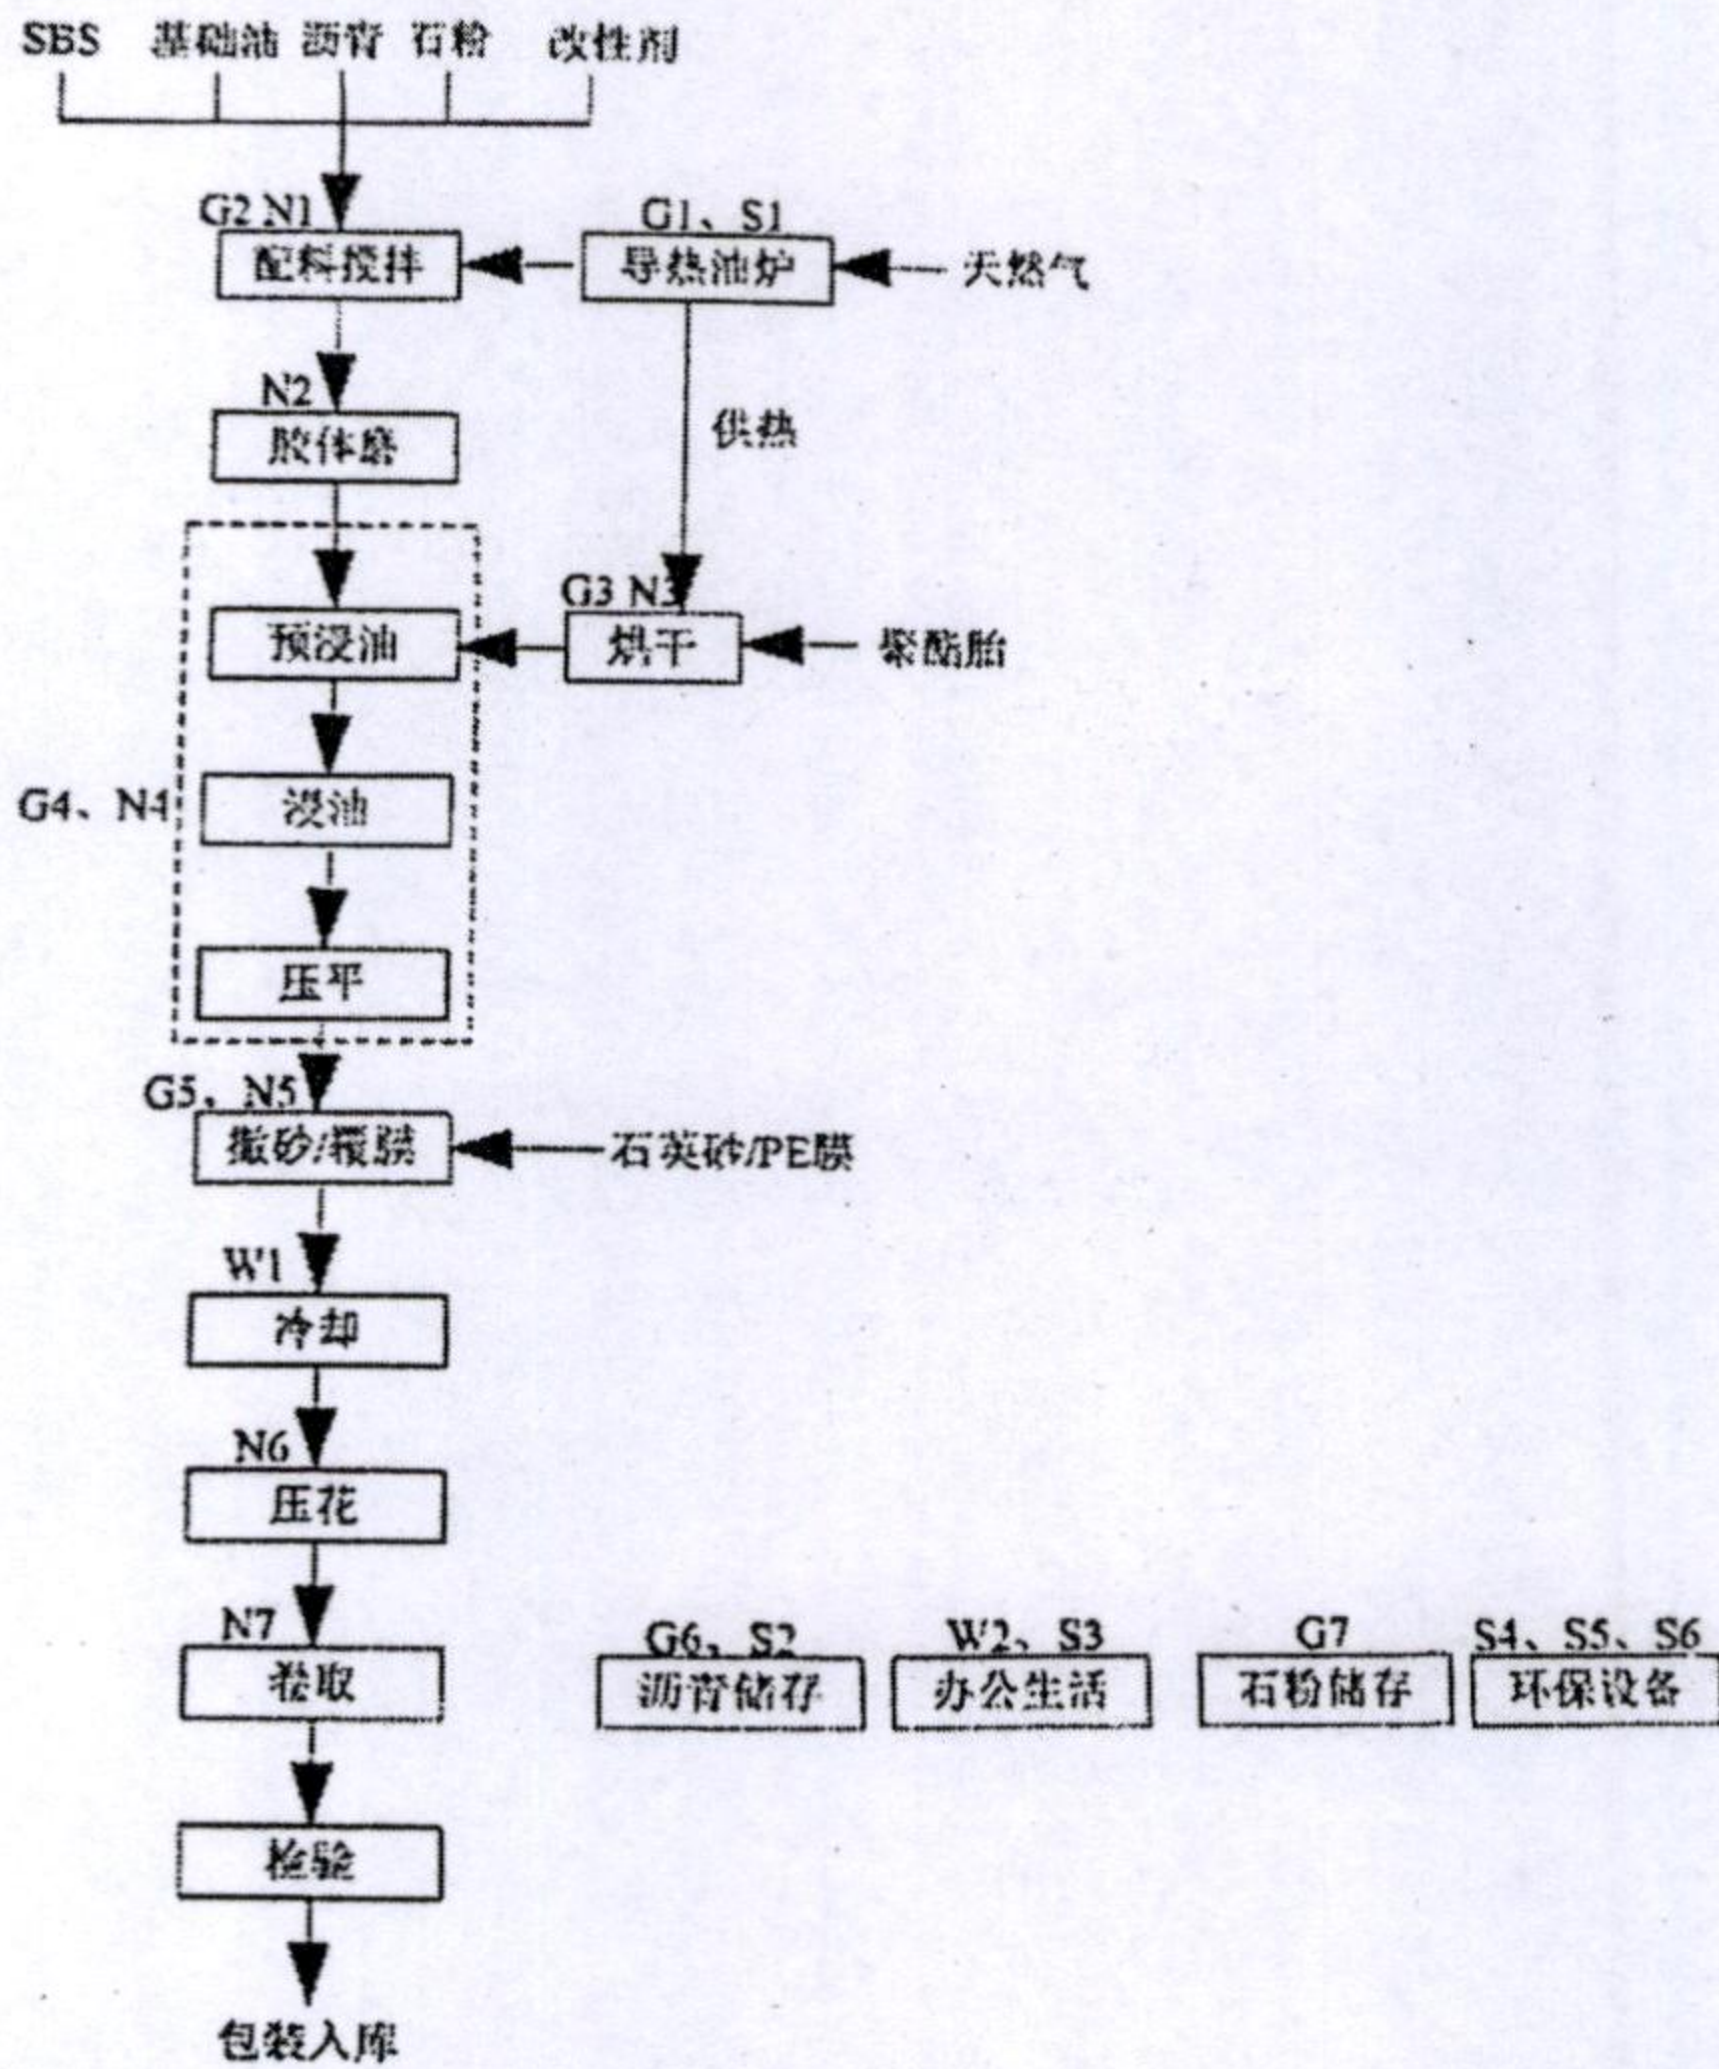 SBS 基础油 沥青 石粉 改性剂
G2 N1
G1、S1
配料搅拌
导热油炉
天然气
N2
胶体磨
供热
G3 N3
预浸油
烘干
聚酯胎
G4、N4
浸油
压平
G5、N5
撒砂/覆膜
石英砂/PE膜
W1
冷却
N6
压花
N7
卷取
G6、S2
沥青储存
W2、S3
办公生活
G7
石粉储存
S4、S5、S6
环保设备
检验
包装入库